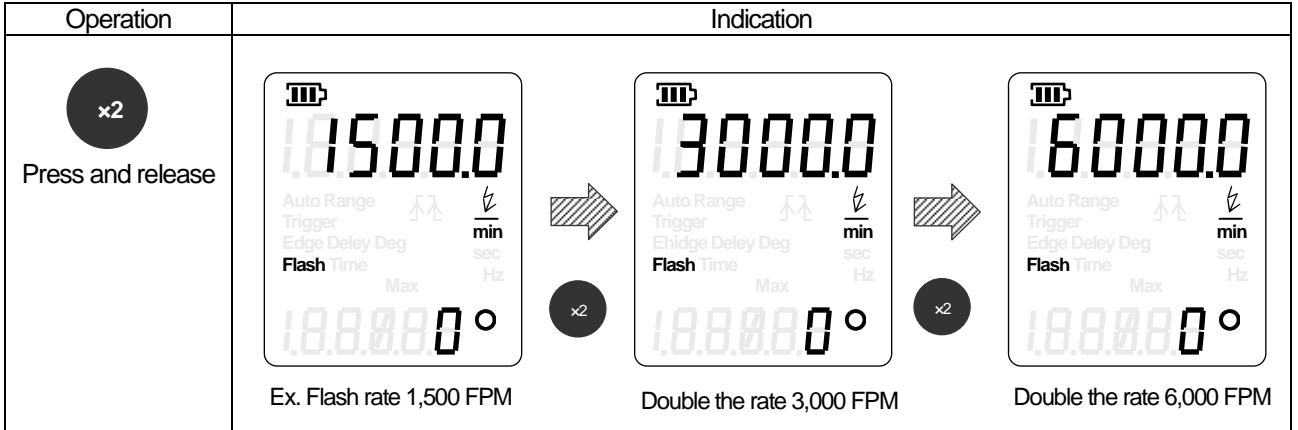 Operation
Indication
×2
Press and release
1500.0
Auto Range
Trigger
min
Edge Deley Deg
sec
Flash Time
Hz
Max
0°
Ex. Flash rate 1,500 FPM
×2
3000.0
Auto Range
Trigger
min
Ehidge Deley Deg
sec
Flash Time
Hz
Max
0°
Double the rate 3,000 FPM
×2
6000.0
Auto Range
Trigger
min
Edge Deley Deg
sec
Flash Time
Hz
Max
0°
Double the rate 6,000 FPM